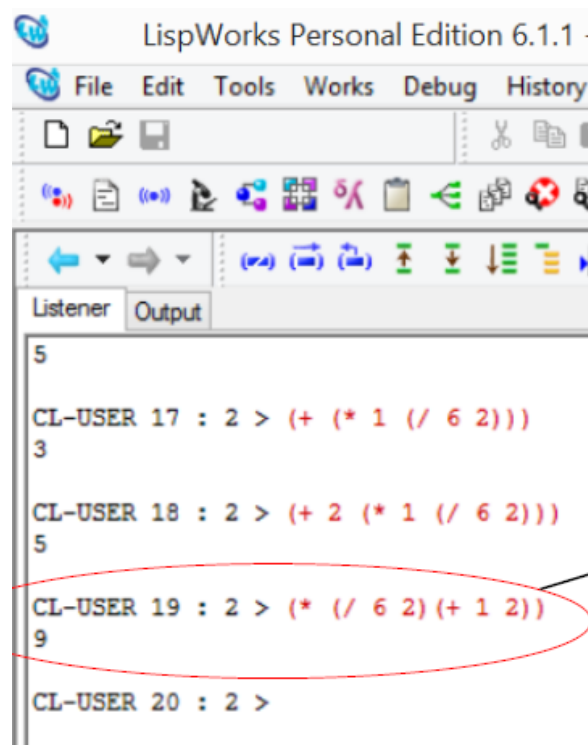 LispWorks Personal Edition 6.1.1 -
File Edit Tools Works Debug History
Listener Output
5
CL-USER 17 : 2 > (+ (* 1 (/ 6 2)))
3
CL-USER 18 : 2 > (+ 2 (* 1 (/ 6 2)))
5
CL-USER 19 : 2 > (* (/ 6 2)(+ 1 2))
9
CL-USER 20 : 2 >